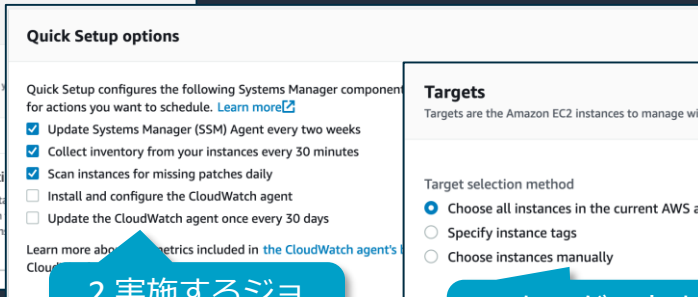 Quick Setup options
Quick Setup configures the following Systems Manager component
for actions you want to schedule. Learn more
Update Systems Manager (SSM) Agent every two weeks
Collect inventory from your instances every 30 minutes
Scan instances for missing patches daily
Install and configure the CloudWatch agent
Update the CloudWatch agent once every 30 days
Learn more metrics included in the CloudWatch agent's
2.実施するジョ
Targets
Targets are the Amazon EC2 instances to manage
Target selection method
Choose all instances in the current AWS
Specify instance tags
Choose instances manually